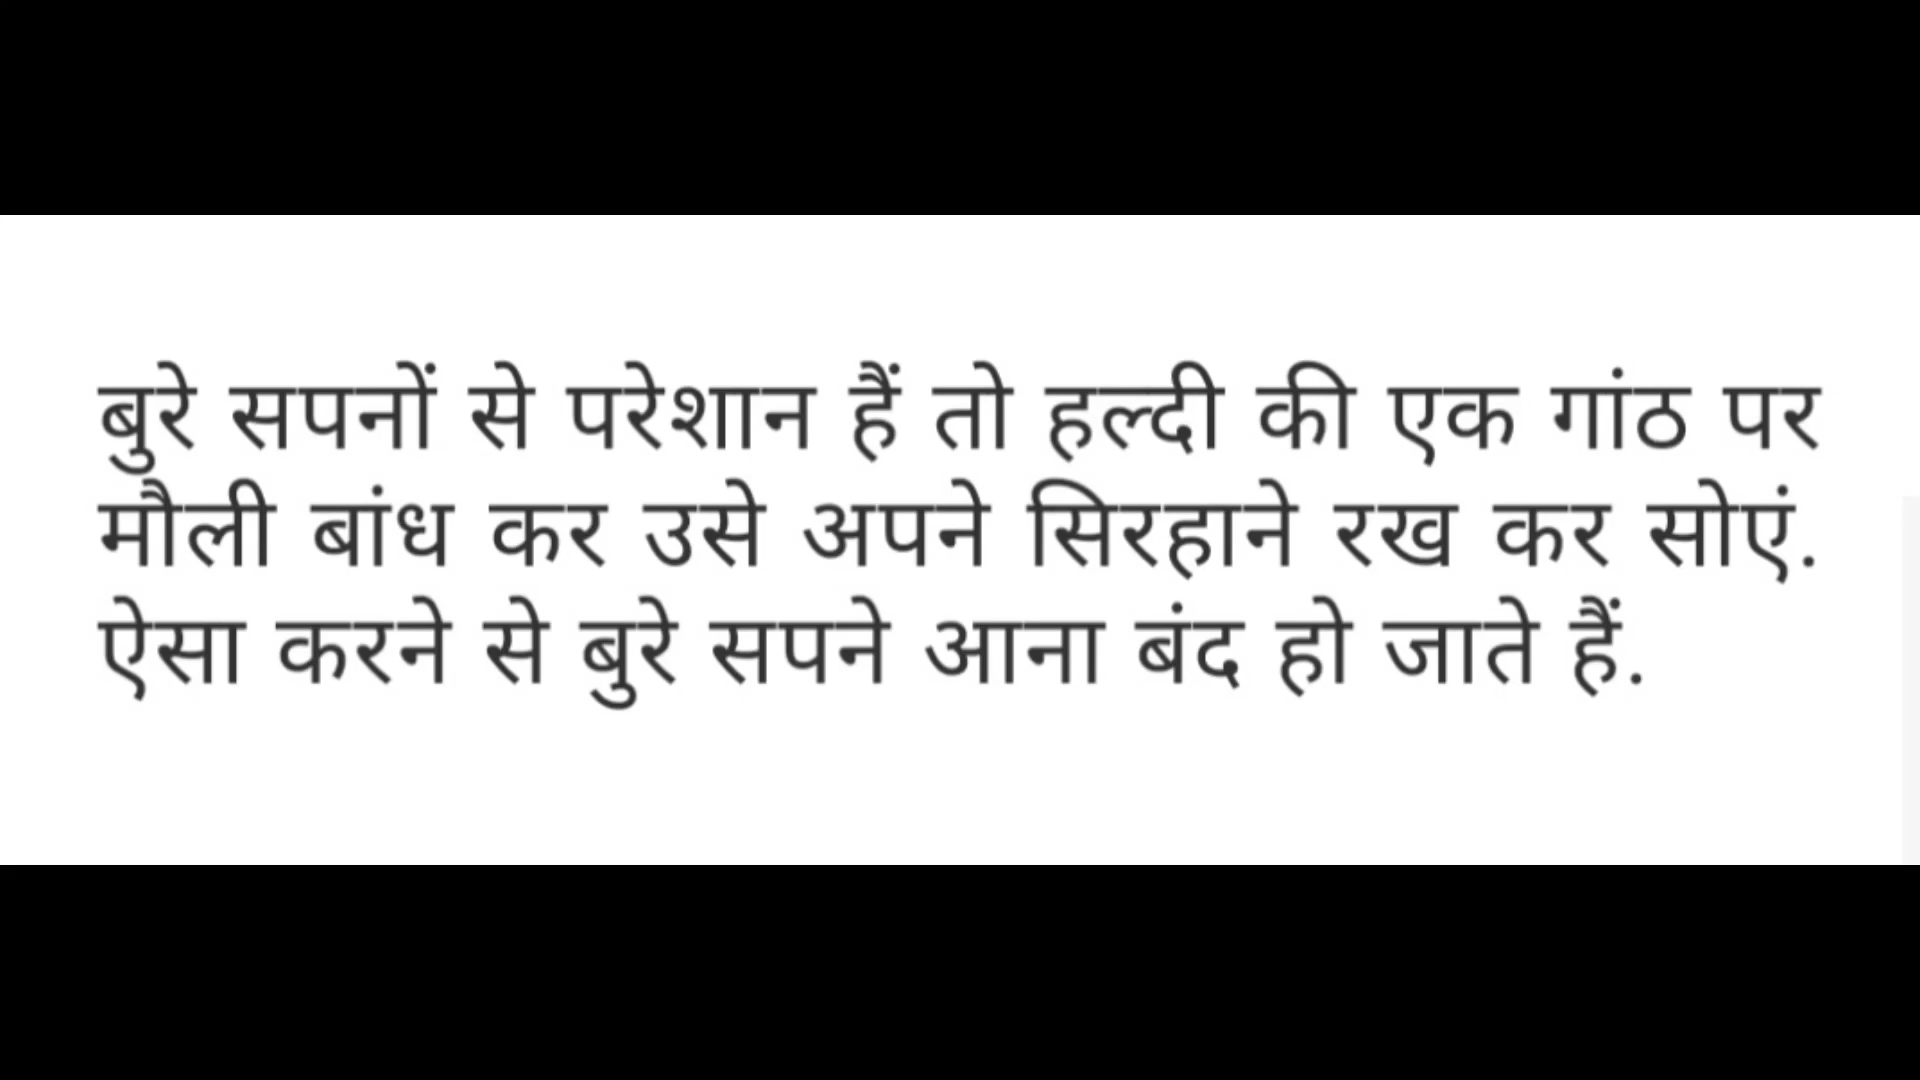 बुरे सपनों से परेशान हैं तो हल्दी की एक गांठ पर
मौली बांध कर उसे अपने सिरहाने रख कर सोएं.
ऐसा करने से बुरे सपने आना बंद हो जाते हैं.